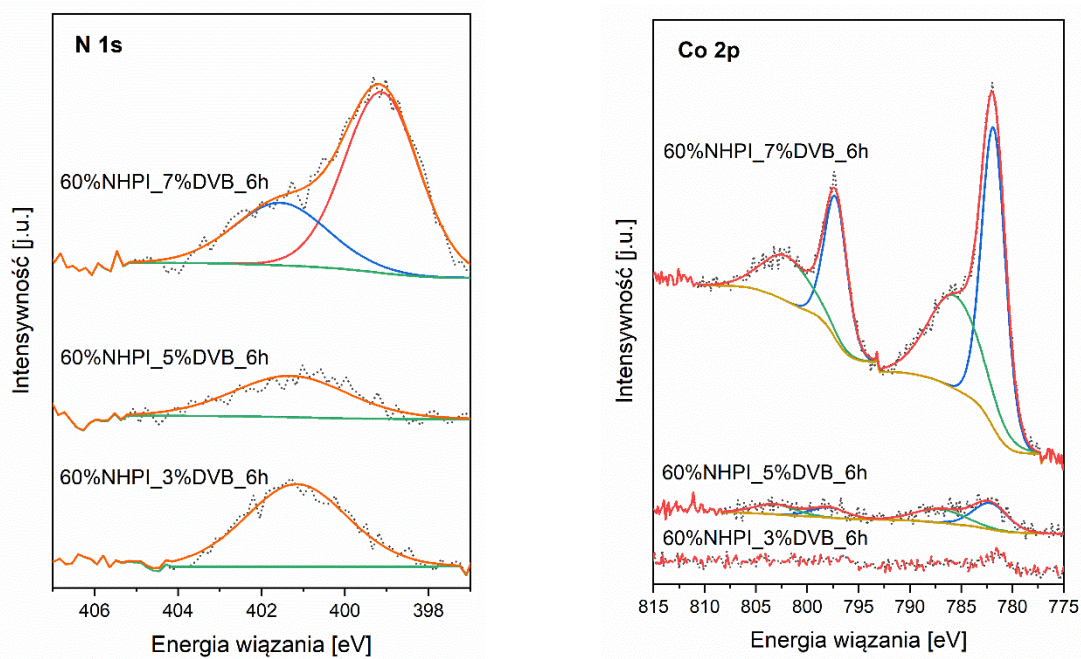 N 1s
60%NHPI_7%DVB_6h
60%NHPI_5%DVB_6h
60%NHPI_3%DVB_6h
Intensywność [j.u.]
406 404 402 400 398
Energia wiązania [eV]
Co 2p
60%NHPI_7%DVB_6h
60%NHPI_5%DVB_6h
60%NHPI_3%DVB_6h
Intensywność [j.u.]
815 810 805 800 795 790 785 780 775
Energia wiązania [eV]